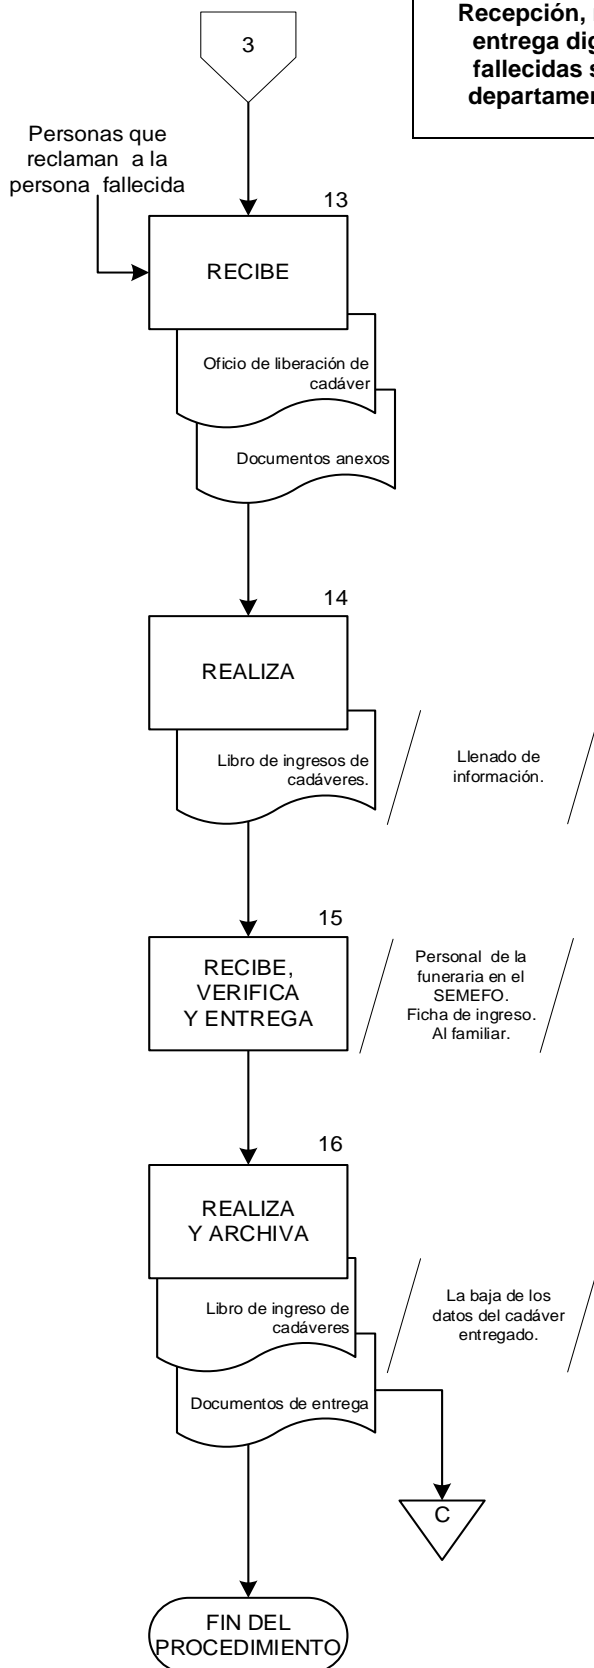 Recepción,
entrega
fallecidas
3
Personas que
reclaman a la
persona fallecida
13
RECIBE
Oficio de liberación de
cadáver
Documentos anexos
14
REALIZA
Libro de ingresos de
cadáveres.
Llenado de
información.
15
RECIBE,
VERIFICA
Y ENTREGA
Personal de la
funeraria en el
SEMEFO.
Ficha de ingreso.
Al familiar.
16
REALIZA
Y ARCHIVA
Libro de ingreso de
cadáveres
La baja de los
datos del cadáver
entregado.
Documentos de entrega
C
FIN DEL
PROCEDIMIENTO